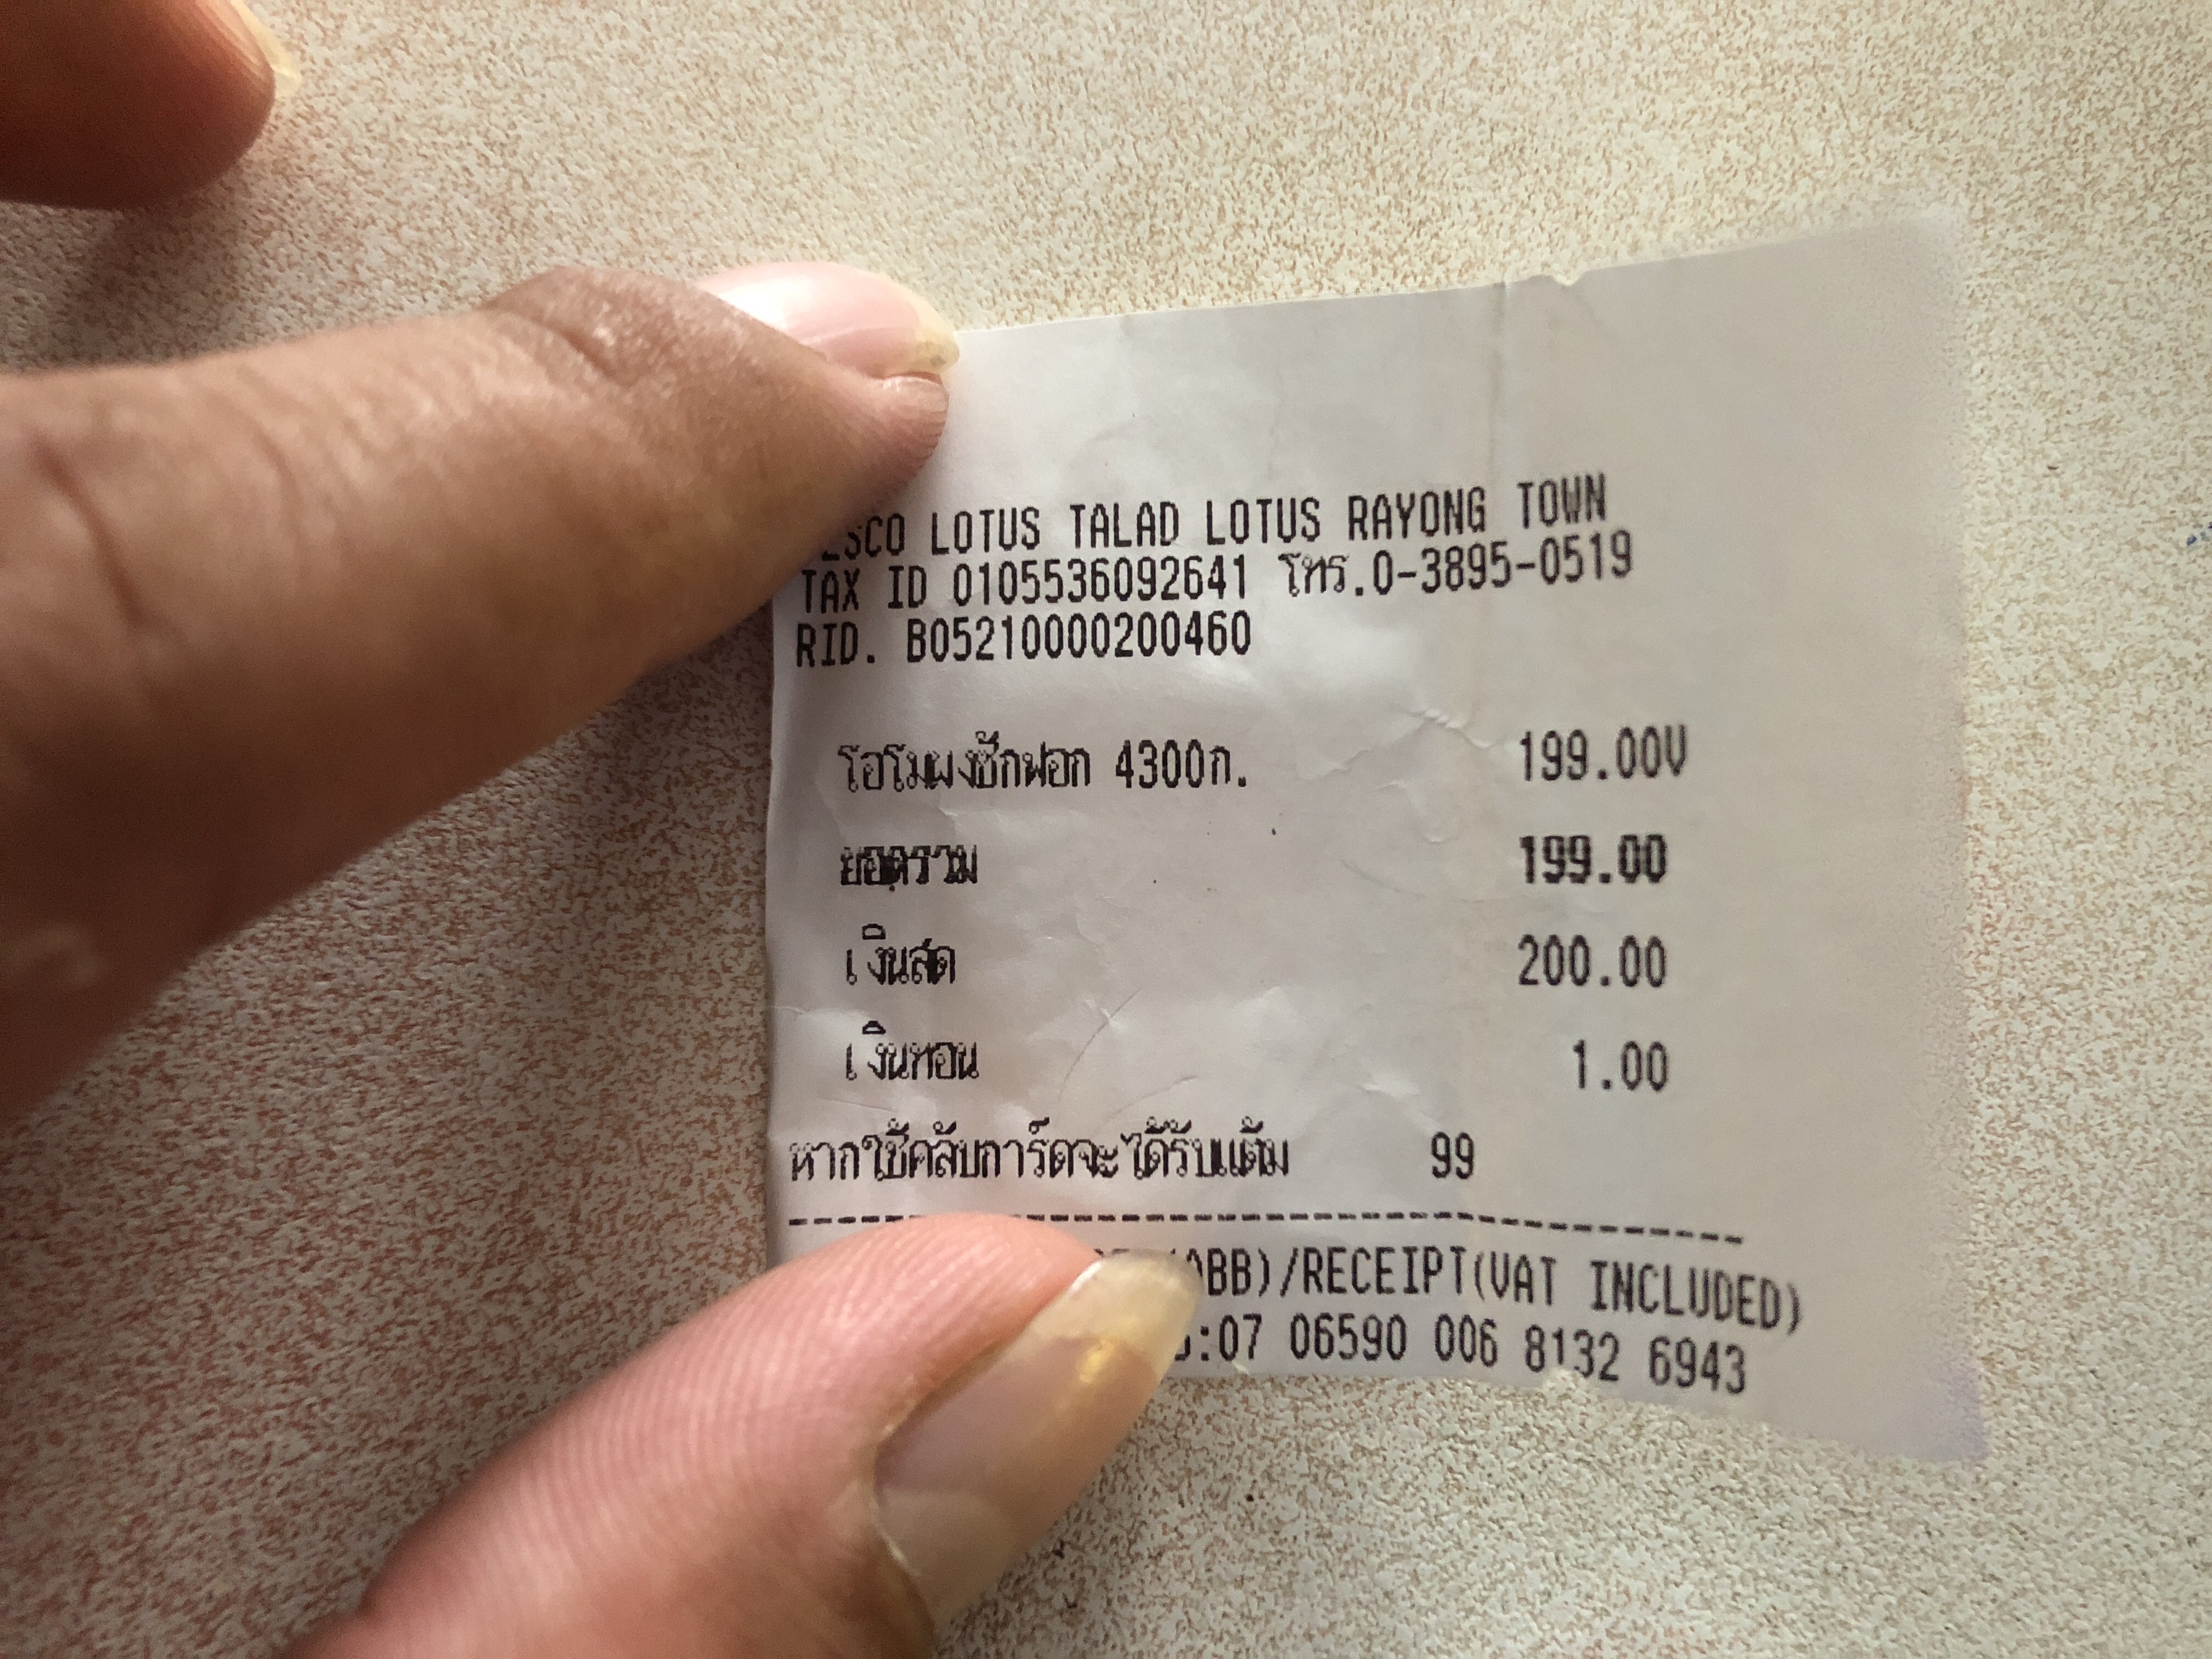 LOTUS TALAD LOTUS RAYONG TOWN
TAX ID 0105536092641 โทร.0-3895-0519
RID. B05210000200460
โอโมผงซักฟอก 4300ก. 199.00V
ยอดรวม 199.00
เงินสด 200.00
เงินทอน 1.00
หากใช้คลับการ์ดจะได้รับแต้ม 99
/RECEIPT(VAT INCLUDED)
06590 006 8132 6943